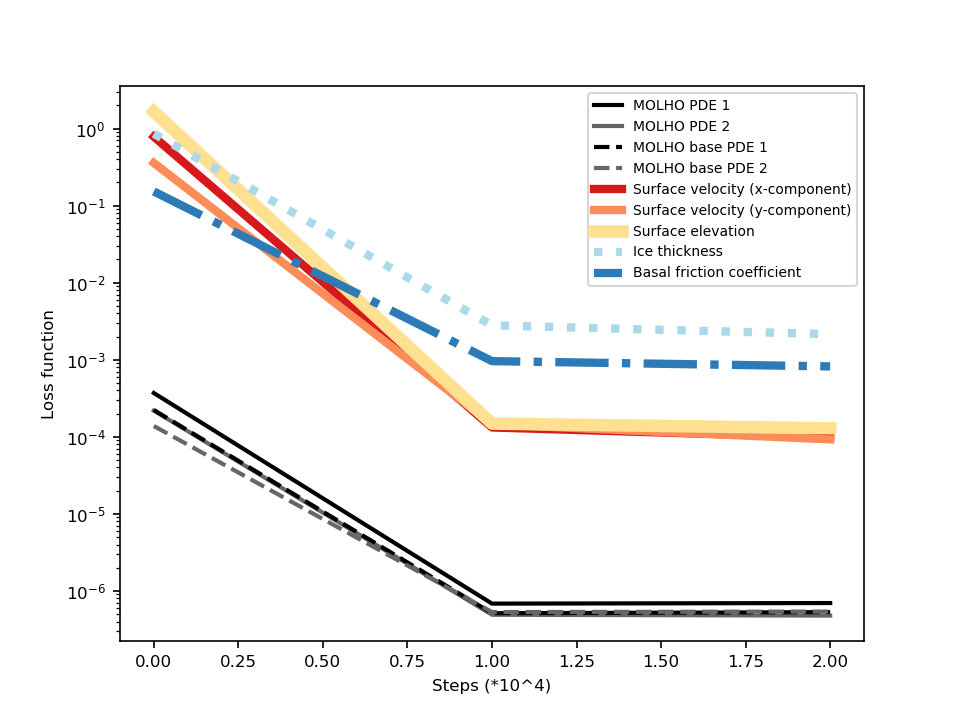 MOLHO PDE 1
MOLHO PDE 2
MOLHO base PDE 1
MOLHO base PDE 2
Surface velocity (x-component)
Surface velocity (y-component)
Surface elevation
Ice thickness
Basal friction coefficient
Loss function
10⁰
10⁻¹
10⁻²
10⁻³
10⁻⁴
10⁻⁵
10⁻⁶
0.00 0.25 0.50 0.75 1.00 1.25 1.50 1.75 2.00
Steps (*10^4)